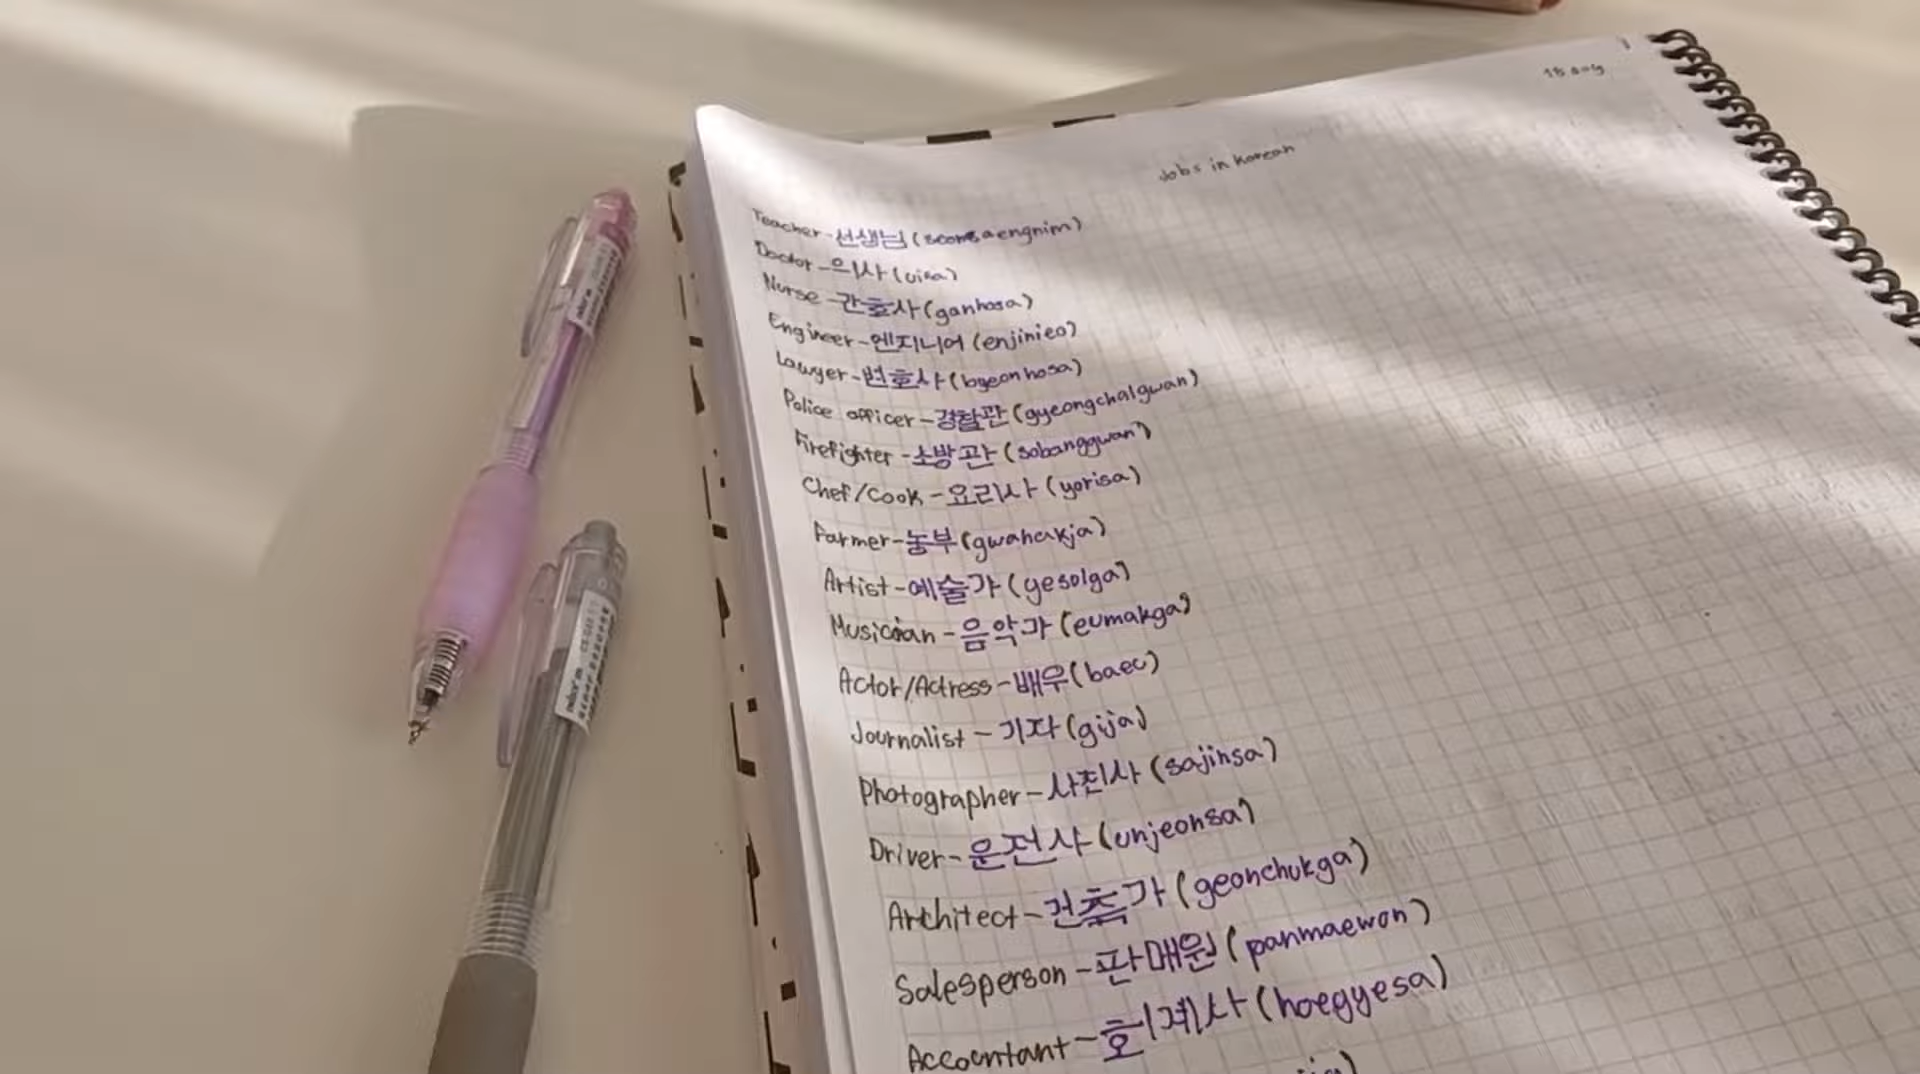 15 aug
Jobs in korean
Teacher - 선생님 (seonsaengnim)
Doctor - 의사 (uisa)
Nurse - 간호사 (ganhosa)
Engineer - 엔지니어 (enjinieo)
Lawyer - 변호사 (byeonhosa)
Police officer - 경찰관 (gyeongchalgwan)
Firefighter - 소방관 (sobanggwan)
Chef/Cook - 요리사 (yorisa)
Farmer - 농부 (gwahakja)
Artist - 예술가 (yesolga)
Musician - 음악가 (eumakga)
Actor/Actress - 배우 (baeu)
Journalist - 기자 (gija)
Photographer - 사진사 (sajinsa)
Driver - 운전사 (unjeonsa)
Architect - 건축가 (geonchukga)
Salesperson - 판매원 (panmaewon)
Accountant - 회계사 (hoegyesa)